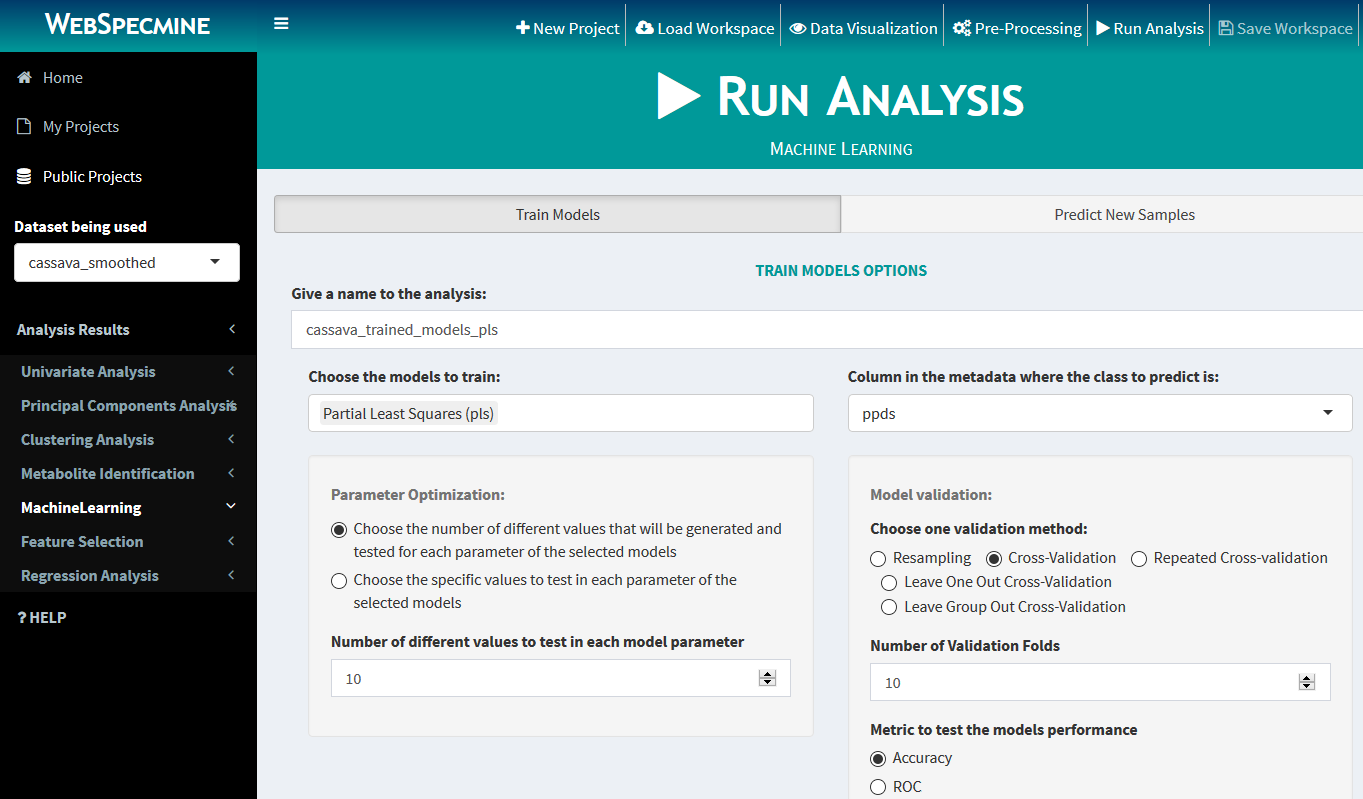 WEBSPECMINE
New Project
Load Workspace
Data Visualization
Pre-Processing
Run Analysis
Save Workspace
Home
My Projects
Public Projects
Dataset being used
cassava_smoothed
Analysis Results
Univariate Analysis
Principal Components Analysis
Clustering Analysis
Metabolite Identification
MachineLearning
Feature Selection
Regression Analysis
? HELP
RUN ANALYSIS
MACHINE LEARNING
Train Models
Predict New Samples
TRAIN MODELS OPTIONS
Give a name to the analysis:
cassava_trained_models_pls
Choose the models to train:
Partial Least Squares (pls)
Column in the metadata where the class to predict is:
ppds
Parameter Optimization:
Choose the number of different values that will be generated and
tested for each parameter of the selected models
Choose the specific values to test in each parameter of the
selected models
Number of different values to test in each model parameter
10
Model validation:
Choose one validation method:
Resampling
Cross-Validation
Repeated Cross-validation
Leave One Out Cross-Validation
Leave Group Out Cross-Validation
Number of Validation Folds
10
Metric to test the models performance
Accuracy
ROC